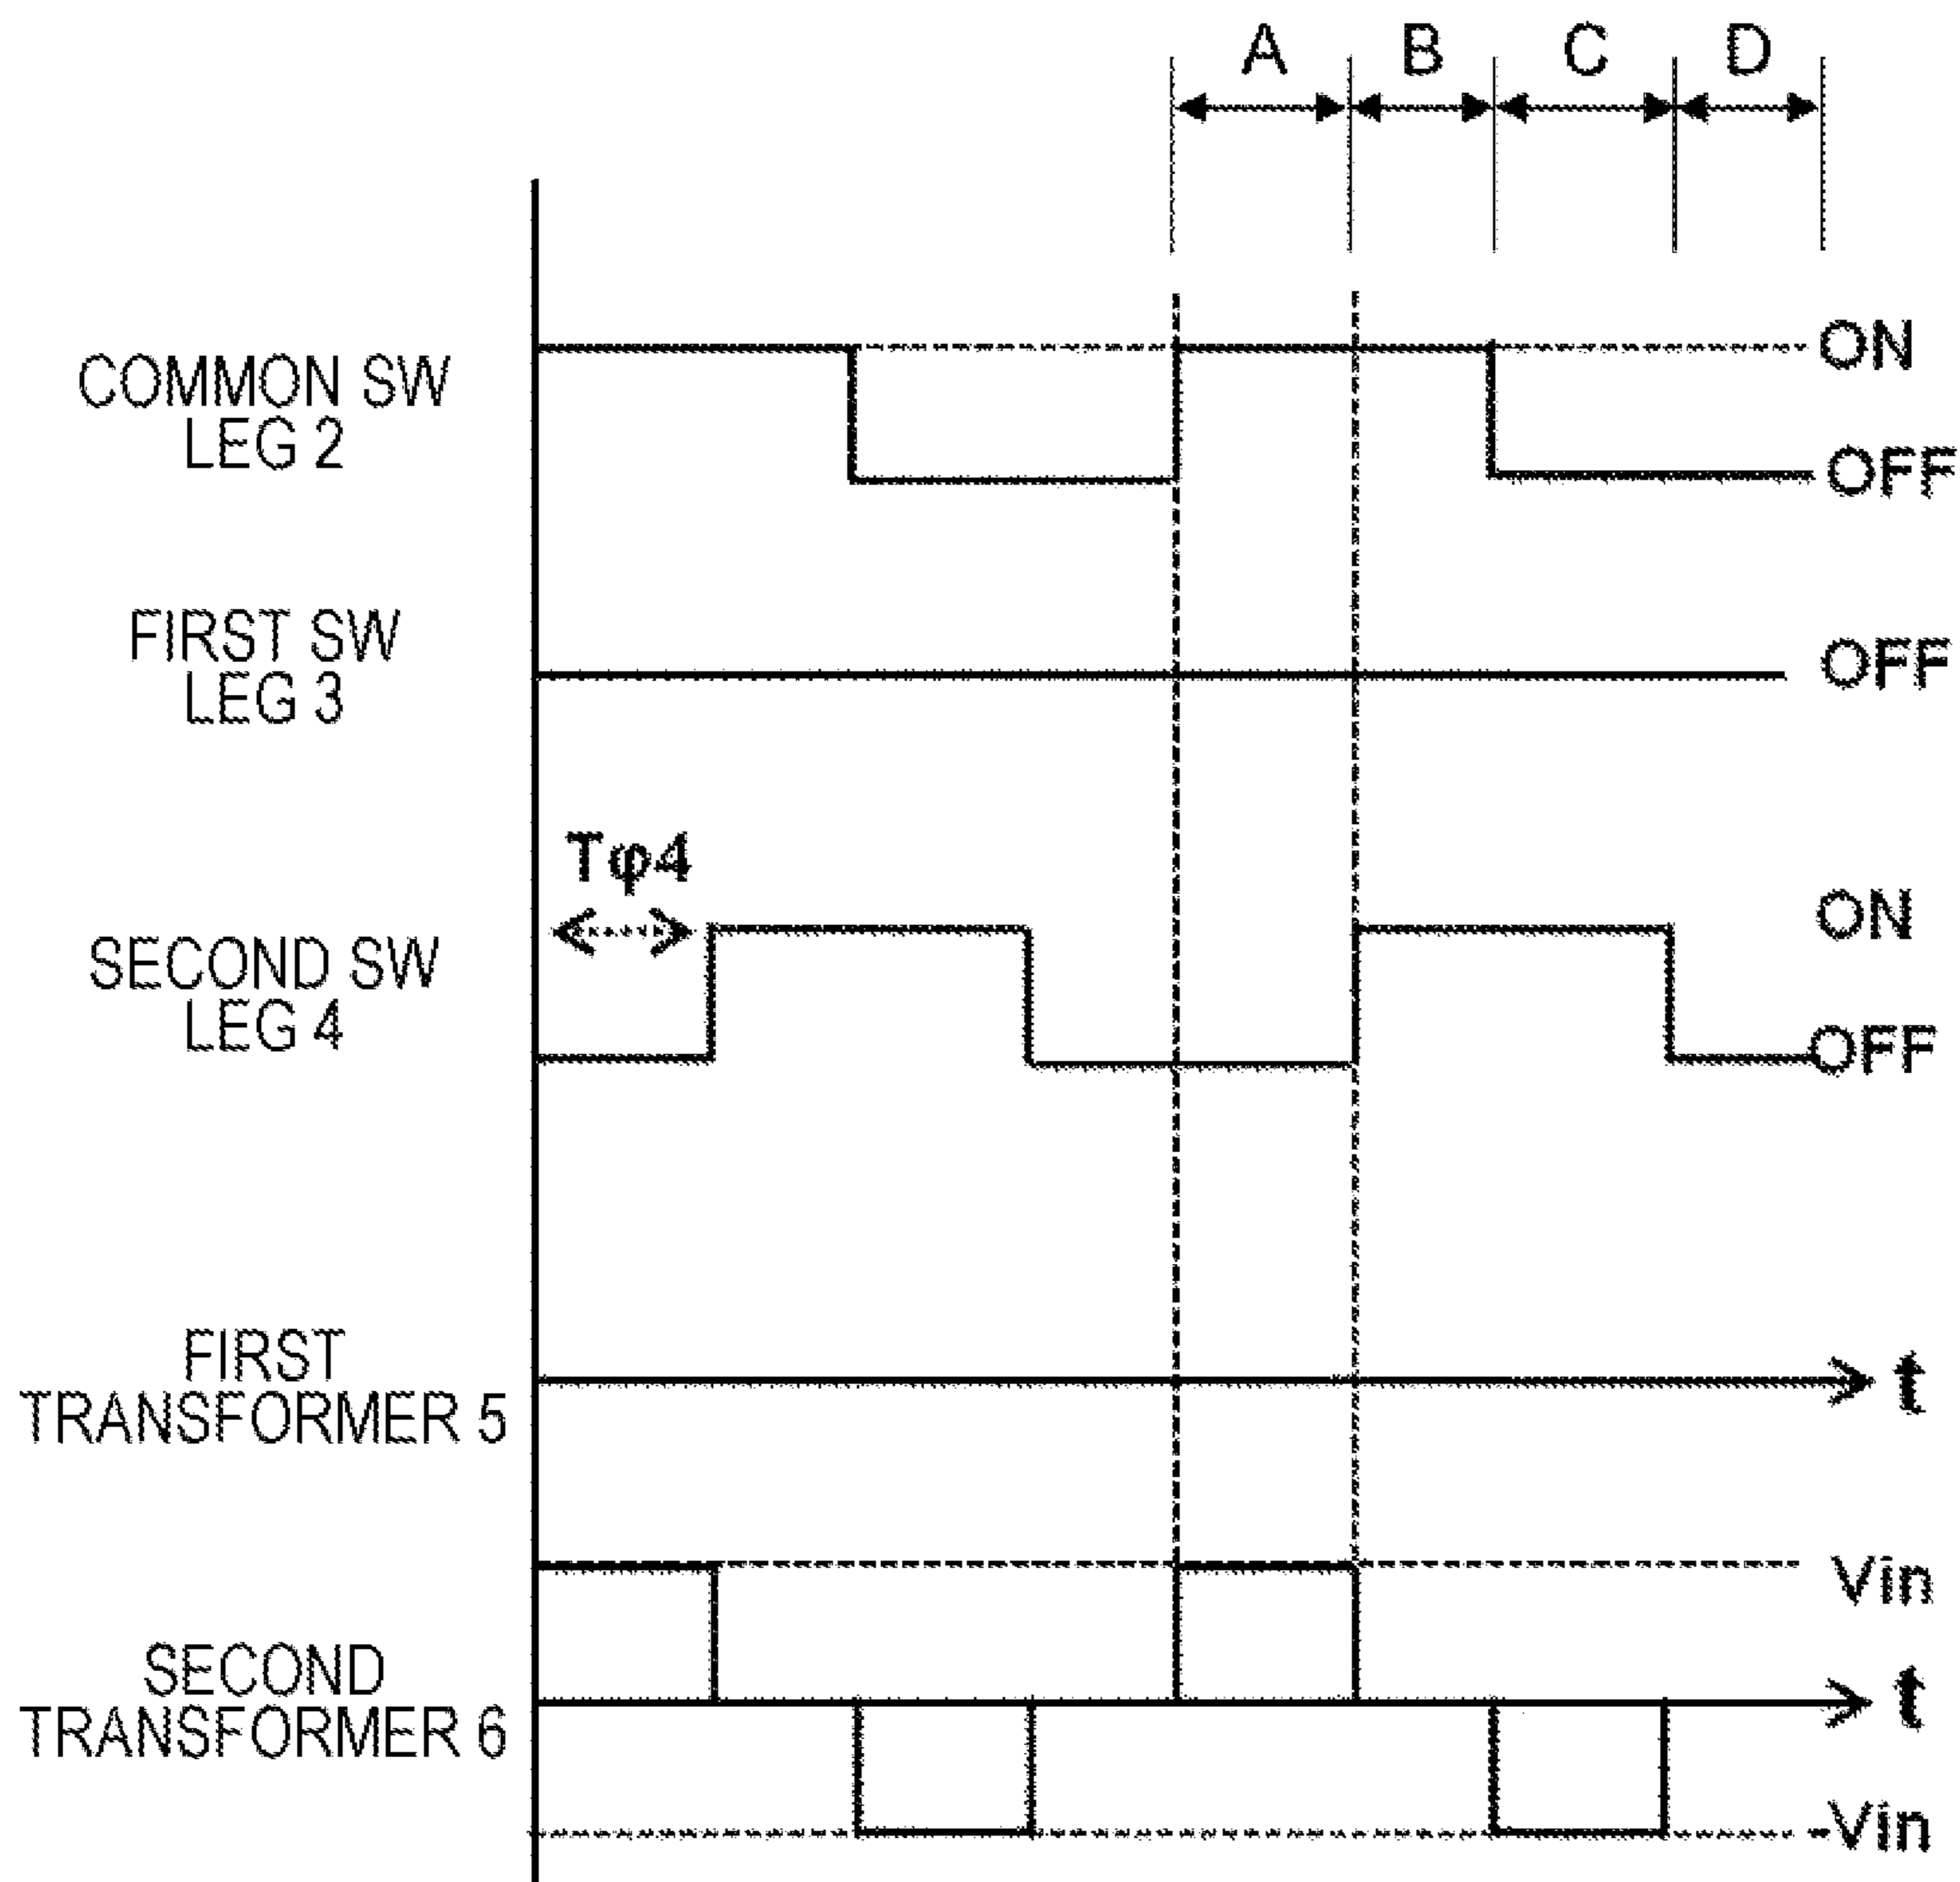 A B C D
COMMON SW
LEG 2
ON
OFF
FIRST SW
LEG 3
OFF
Tφ4
SECOND SW
LEG 4
ON
OFF
FIRST
TRANSFORMER 5
t
Vin
SECOND
TRANSFORMER 6
t
-Vin